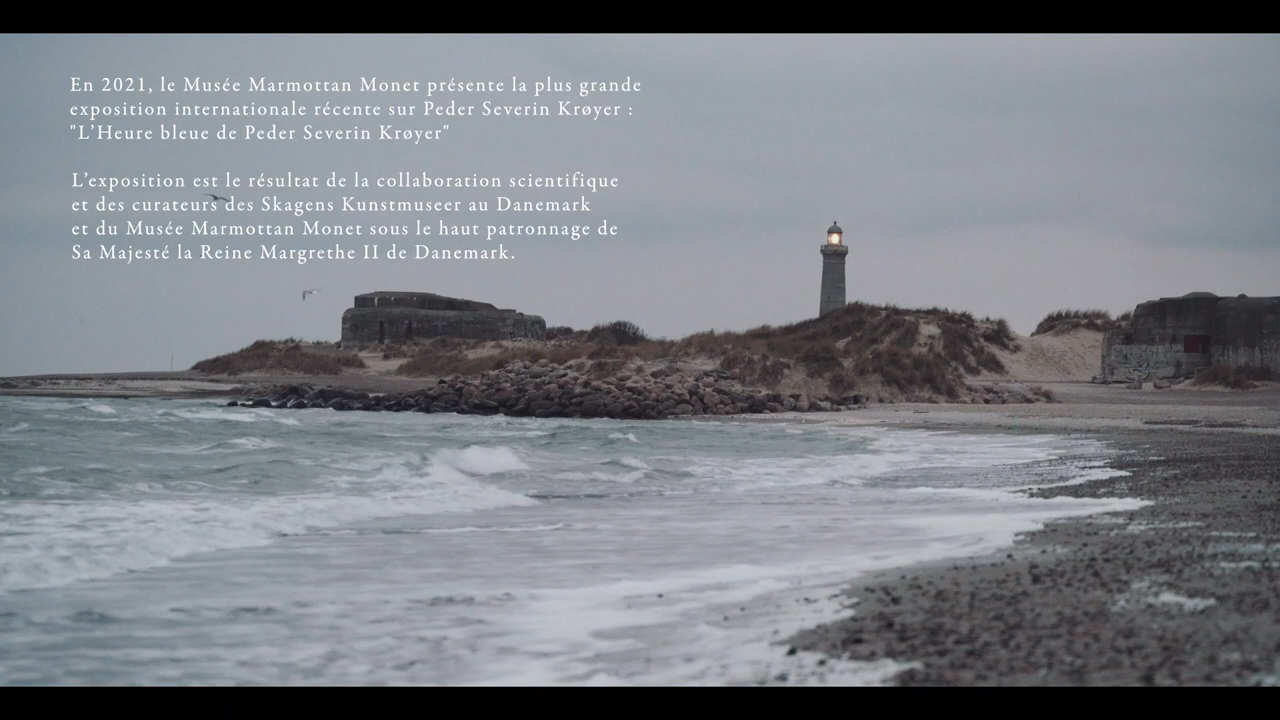 En 2021, le Musée Marmottan Monet présente la plus grande
exposition internationale récente sur Peder Severin Krøyer :
"L’Heure bleue de Peder Severin Krøyer"
L’exposition est le résultat de la collaboration scientifique
et des curateurs des Skagens Kunstmuseer au Danemark
et du Musée Marmottan Monet sous le haut patronnage de
Sa Majesté la Reine Margrethe II de Danemark.